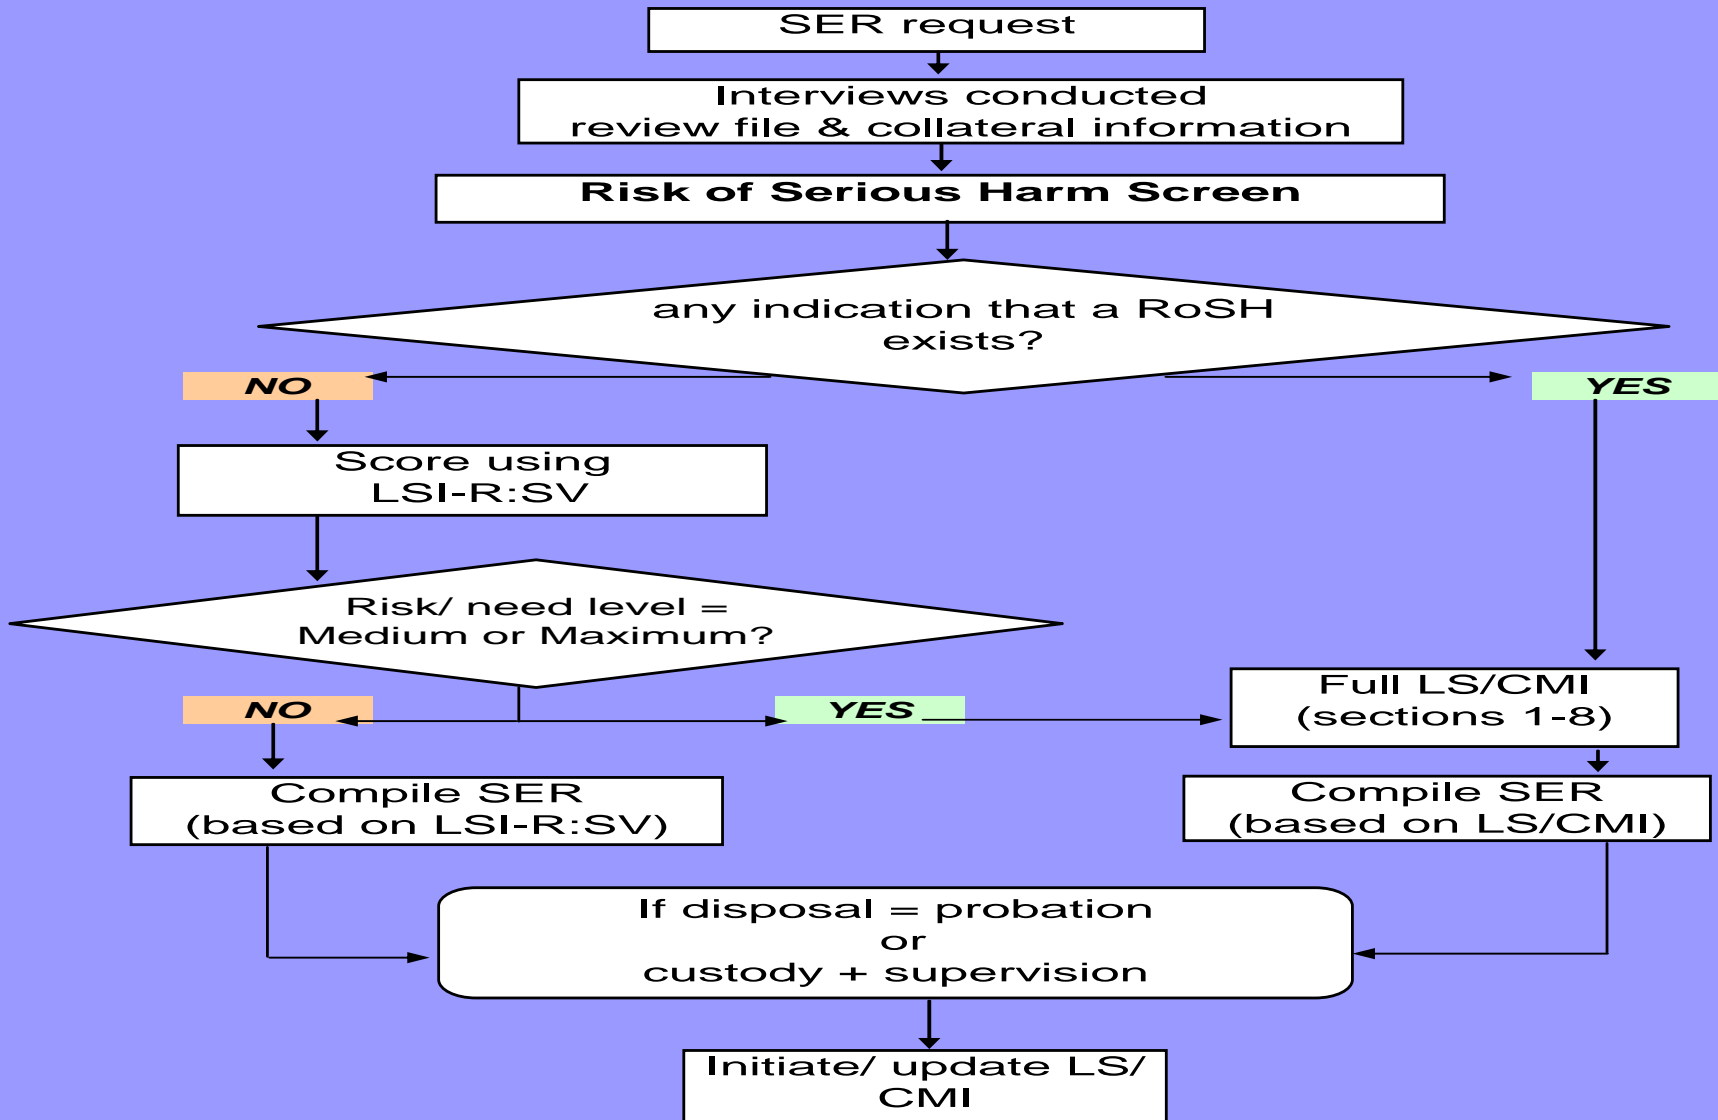 SER request
Interviews conducted
review file & collateral information
Risk of Serious Harm Screen
any indication that a RoSH
exists?
NO
YES
Score using
LSI-R:SV
Risk/ need level =
Medium or Maximum?
NO
YES
Full LS/CMI
(sections 1-8)
Compile SER
(based on LSI-R:SV)
Compile SER
(based on LS/CMI)
If disposal = probation
or
custody + supervision
Initiate/ update LS/
CMI